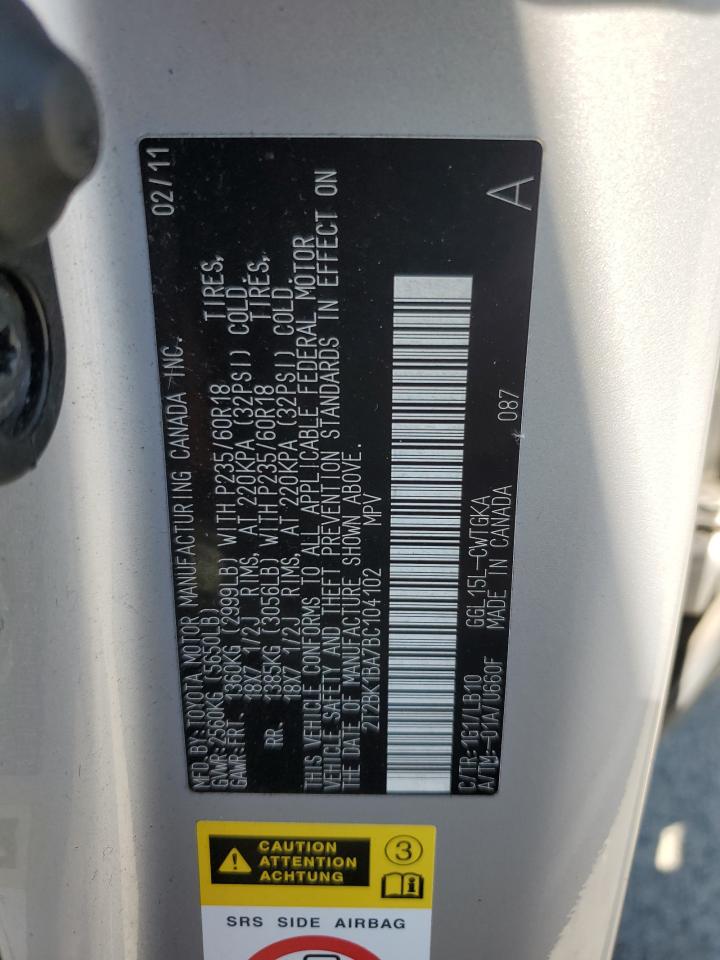 MFD.BY:TOYOTA MOTOR MANUFACTURING CANADA INC. 02/11
GVWR:2560KG (5650LB)
GAWR:FRT. 1360KG (2999LB) WITH P235/60R18 TIRES,
18X7 1/2J RIMS, AT 220KPA (32PSI) COLD.
RR. 1385KG (3056LB) WITH P235/60R18 TIRES,
18X7 1/2J RIMS, AT 220KPA (32PSI) COLD.
THIS VEHICLE CONFORMS TO ALL APPLICABLE FEDERAL MOTOR
VEHICLE SAFETY AND THEFT PREVENTION STANDARDS IN EFFECT ON
THE DATE OF MANUFACTURE SHOWN ABOVE.
2T2BK1BA7BC104102 MPV
C/TR:1G1/LB10 GGL15L-CWTGKA
A/TM:-01A/U660F MADE IN CANADA 087 A
CAUTION
ATTENTION
ACHTUNG
3
SRS SIDE AIRBAG